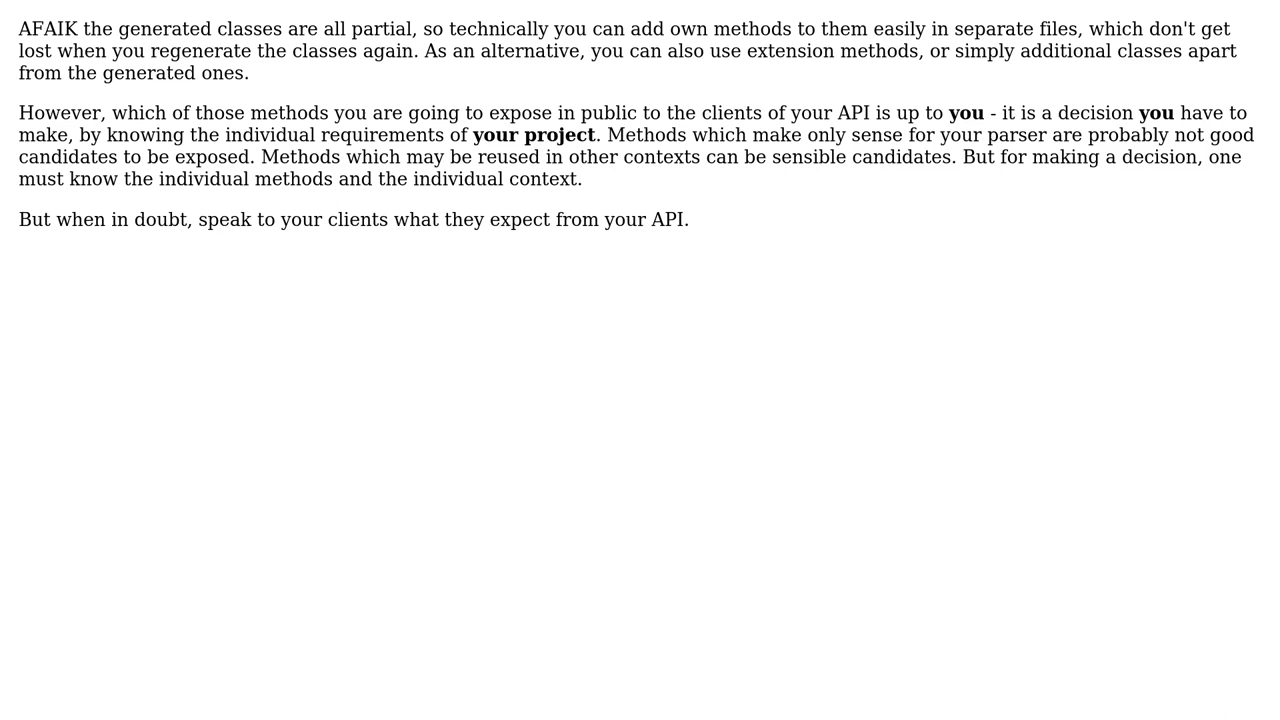 AFAIK the generated classes are all partial, so technically you can add own methods to them easily in separate files, which don't get
lost when you regenerate the classes again. As an alternative, you can also use extension methods, or simply additional classes apart
from the generated ones.
However, which of those methods you are going to expose in public to the clients of your API is up to you - it is a decision you have to
make, by knowing the individual requirements of your project. Methods which make only sense for your parser are probably not good
candidates to be exposed. Methods which may be reused in other contexts can be sensible candidates. But for making a decision, one
must know the individual methods and the individual context.
But when in doubt, speak to your clients what they expect from your API.